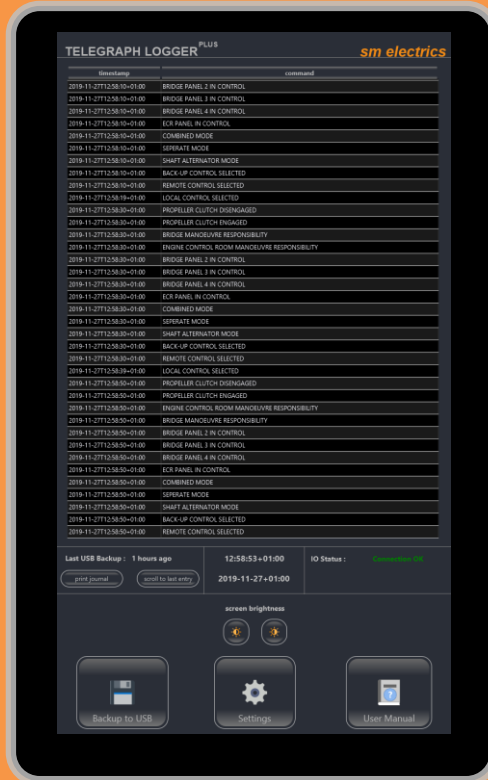 TELEGRAPH LOGGER PLUS
sm electrics
timestamp command
2019-11-27T12:58:10+01:00 BRIDGE PANEL 2 IN CONTROL
2019-11-27T12:58:10+01:00 BRIDGE PANEL 3 IN CONTROL
2019-11-27T12:58:10+01:00 BRIDGE PANEL 4 IN CONTROL
2019-11-27T12:58:10+01:00 ECR PANEL IN CONTROL
2019-11-27T12:58:10+01:00 COMBINED MODE
2019-11-27T12:58:10+01:00 SEPERATE MODE
2019-11-27T12:58:10+01:00 SHAFT ALTERNATOR MODE
2019-11-27T12:58:10+01:00 BACK-UP CONTROL SELECTED
2019-11-27T12:58:10+01:00 REMOTE CONTROL SELECTED
2019-11-27T12:58:19+01:00 LOCAL CONTROL SELECTED
2019-11-27T12:58:30+01:00 PROPELLER CLUTCH DISENGAGED
2019-11-27T12:58:30+01:00 PROPELLER CLUTCH ENGAGED
2019-11-27T12:58:30+01:00 BRIDGE MANOEUVRE RESPONSIBILITY
2019-11-27T12:58:30+01:00 ENGINE CONTROL ROOM MANOEUVRE RESPONSIBILITY
2019-11-27T12:58:30+01:00 BRIDGE PANEL 2 IN CONTROL
2019-11-27T12:58:30+01:00 BRIDGE PANEL 3 IN CONTROL
2019-11-27T12:58:30+01:00 BRIDGE PANEL 4 IN CONTROL
2019-11-27T12:58:30+01:00 ECR PANEL IN CONTROL
2019-11-27T12:58:30+01:00 COMBINED MODE
2019-11-27T12:58:30+01:00 SEPERATE MODE
2019-11-27T12:58:30+01:00 SHAFT ALTERNATOR MODE
2019-11-27T12:58:30+01:00 BACK-UP CONTROL SELECTED
2019-11-27T12:58:30+01:00 REMOTE CONTROL SELECTED
2019-11-27T12:58:39+01:00 LOCAL CONTROL SELECTED
2019-11-27T12:58:50+01:00 PROPELLER CLUTCH DISENGAGED
2019-11-27T12:58:50+01:00 PROPELLER CLUTCH ENGAGED
2019-11-27T12:58:50+01:00 ENGINE CONTROL ROOM MANOEUVRE RESPONSIBILITY
2019-11-27T12:58:50+01:00 BRIDGE MANOEUVRE RESPONSIBILITY
2019-11-27T12:58:50+01:00 BRIDGE PANEL 2 IN CONTROL
2019-11-27T12:58:50+01:00 BRIDGE PANEL 3 IN CONTROL
2019-11-27T12:58:50+01:00 BRIDGE PANEL 4 IN CONTROL
2019-11-27T12:58:50+01:00 ECR PANEL IN CONTROL
2019-11-27T12:58:50+01:00 COMBINED MODE
2019-11-27T12:58:50+01:00 SEPERATE MODE
2019-11-27T12:58:50+01:00 SHAFT ALTERNATOR MODE
2019-11-27T12:58:50+01:00 BACK-UP CONTROL SELECTED
2019-11-27T12:58:50+01:00 REMOTE CONTROL SELECTED
Last USB Backup : 1 hours ago 12:58:53+01:00 IO Status : Connection OK
print journal scroll to last entry 2019-11-27+01:00
screen brightness
Backup to USB Settings User Manual